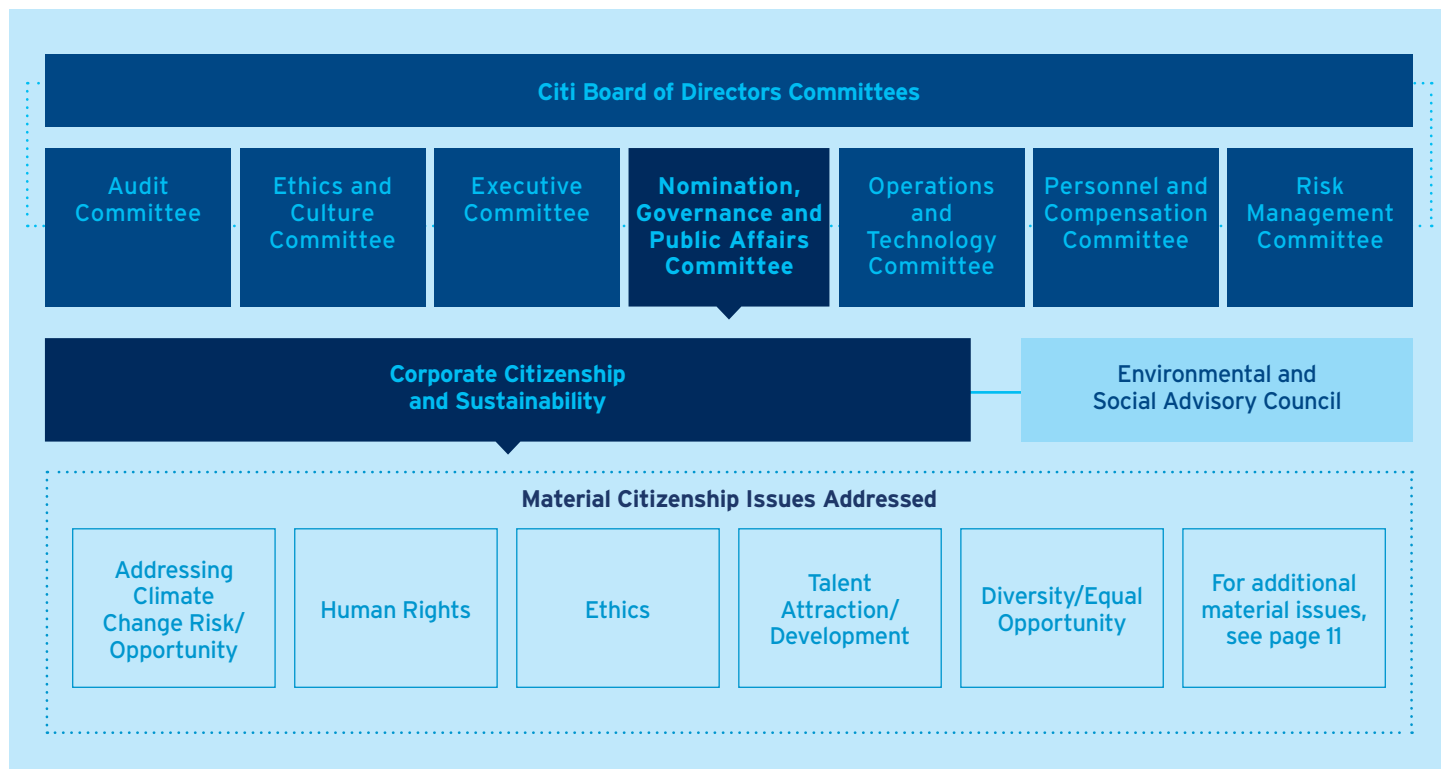 Citi Board of Directors Committees
Audit
Committee
Ethics and
Culture
Committee
Executive
Committee
Nomination,
Governance and
Public Affairs
Committee
Operations
and
Technology
Committee
Personnel and
Compensation
Committee
Risk
Management
Committee
Corporate Citizenship
and Sustainability
Environmental and
Social Advisory Council
Material Citizenship Issues Addressed
Addressing
Climate
Change Risk/
Opportunity
Human Rights
Ethics
Talent
Attraction/
Development
Diversity/Equal
Opportunity
For additional
material issues,
see page 11